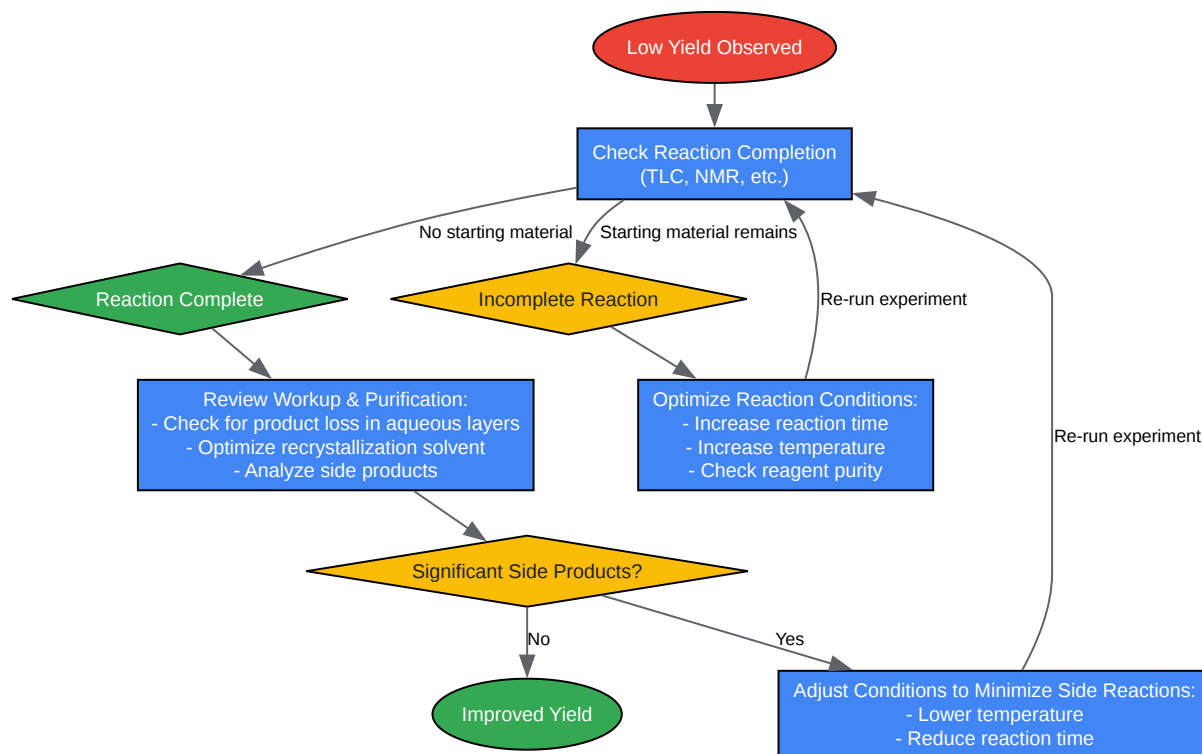 Low Yield Observed
Check Reaction Completion
(TLC, NMR, etc.)
No starting material
Starting material remains
Reaction Complete
Incomplete Reaction
Re-run experiment
Review Workup & Purification:
- Check for product loss in aqueous layers
- Optimize recrystallization solvent
- Analyze side products
Optimize Reaction Conditions:
- Increase reaction time
- Increase temperature
- Check reagent purity
Re-run experiment
Significant Side Products?
No
Yes
Improved Yield
Adjust Conditions to Minimize Side Reactions:
- Lower temperature
- Reduce reaction time